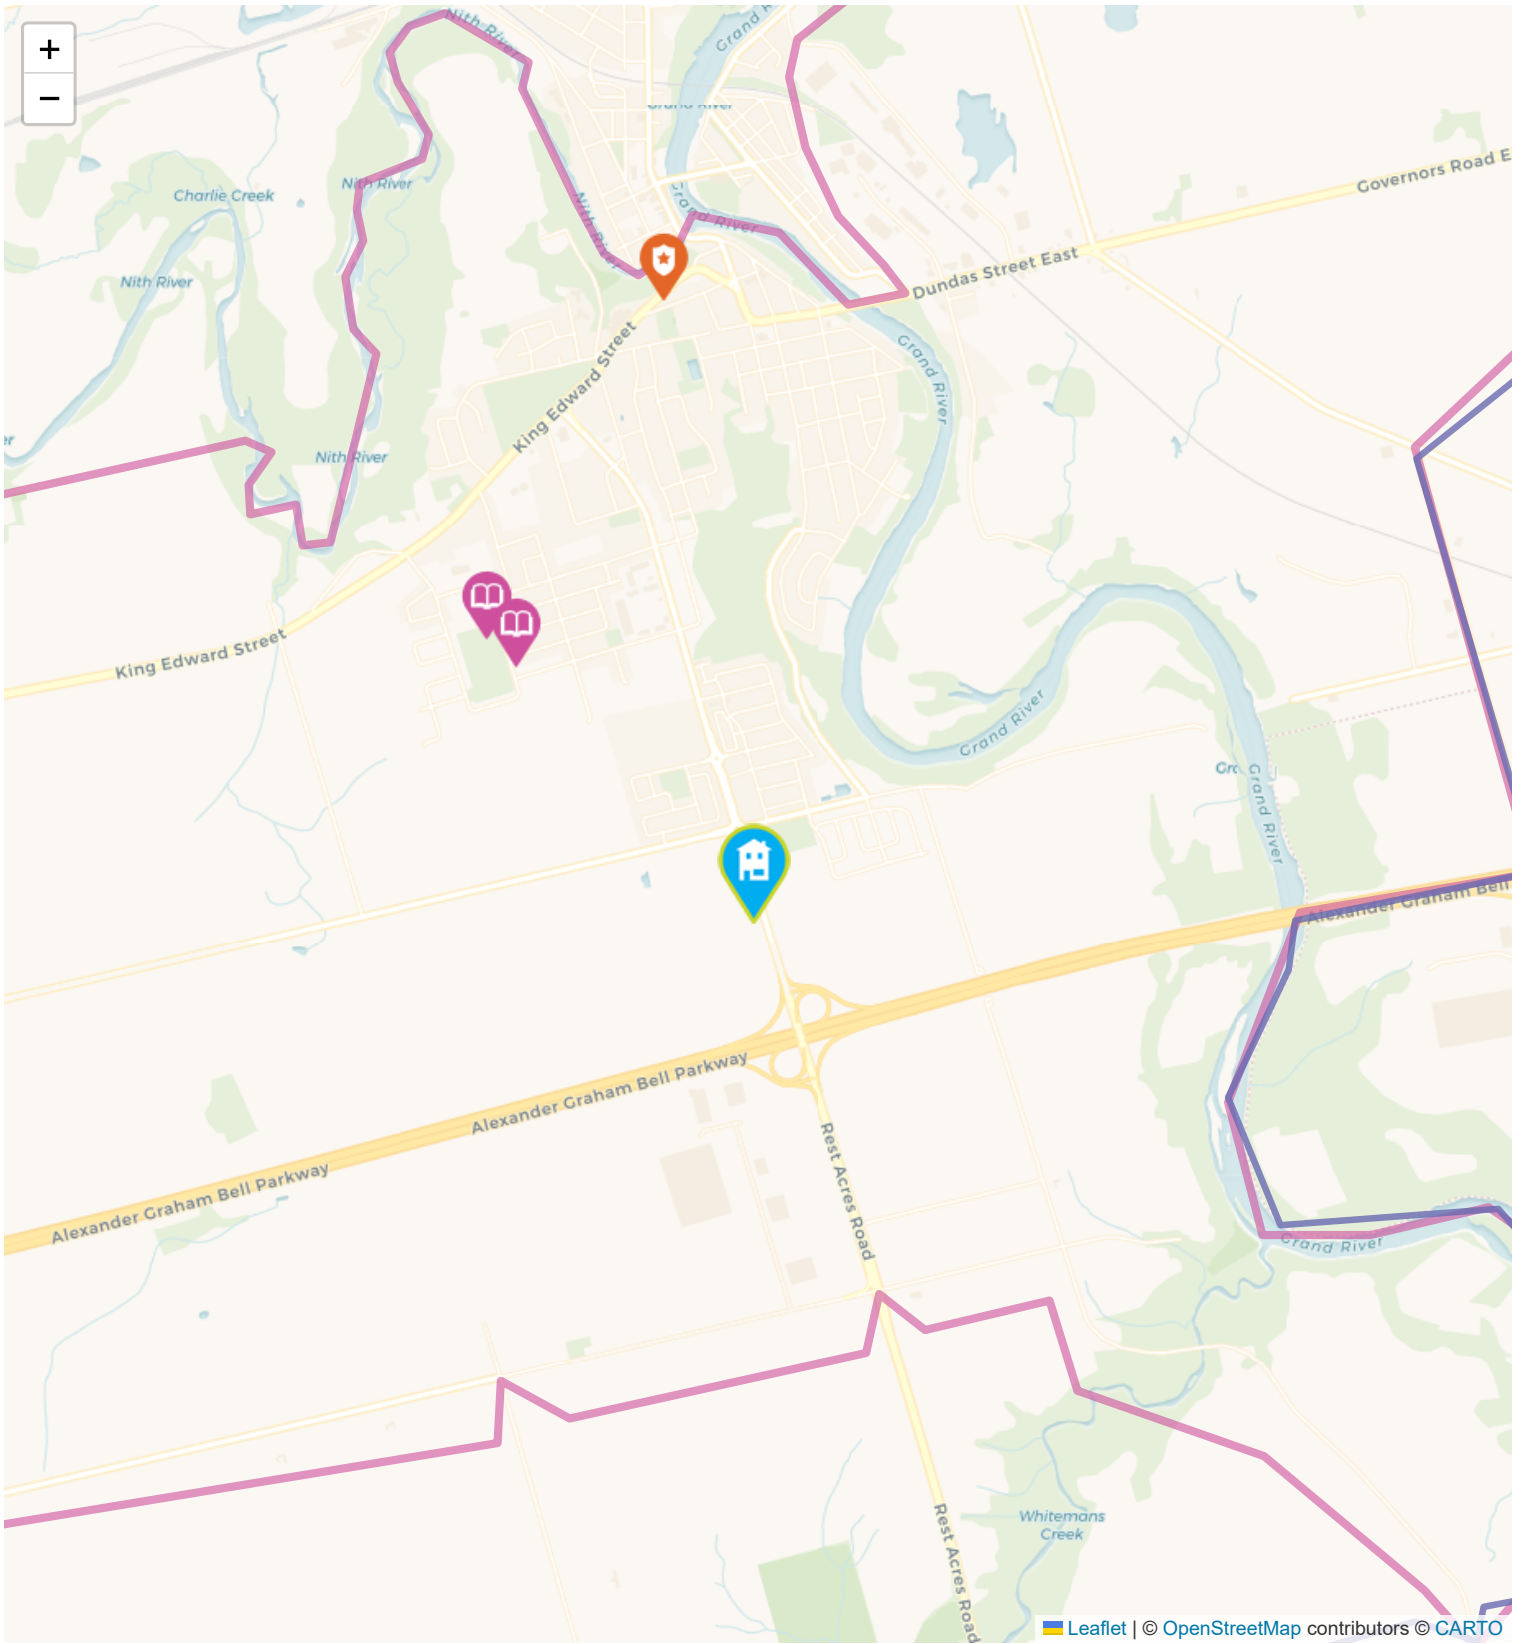 +
−
Nith River
Grand R
Grand River
Governors Road E
Nith River
Charlie Creek
Nith River
Grand River
Nith River
Dundas Street East
King Edward Street
Grand River
er
Nith River
King Edward Street
Grand River
Gr
Grand River
Alexander Graham Bell
Alexander Graham Bell Parkway
Alexander Graham Bell Parkway
Rest Acres Road
Grand River
Whitemans
Creek
Rest Acres Road
Leaflet | © OpenStreetMap contributors © CARTO